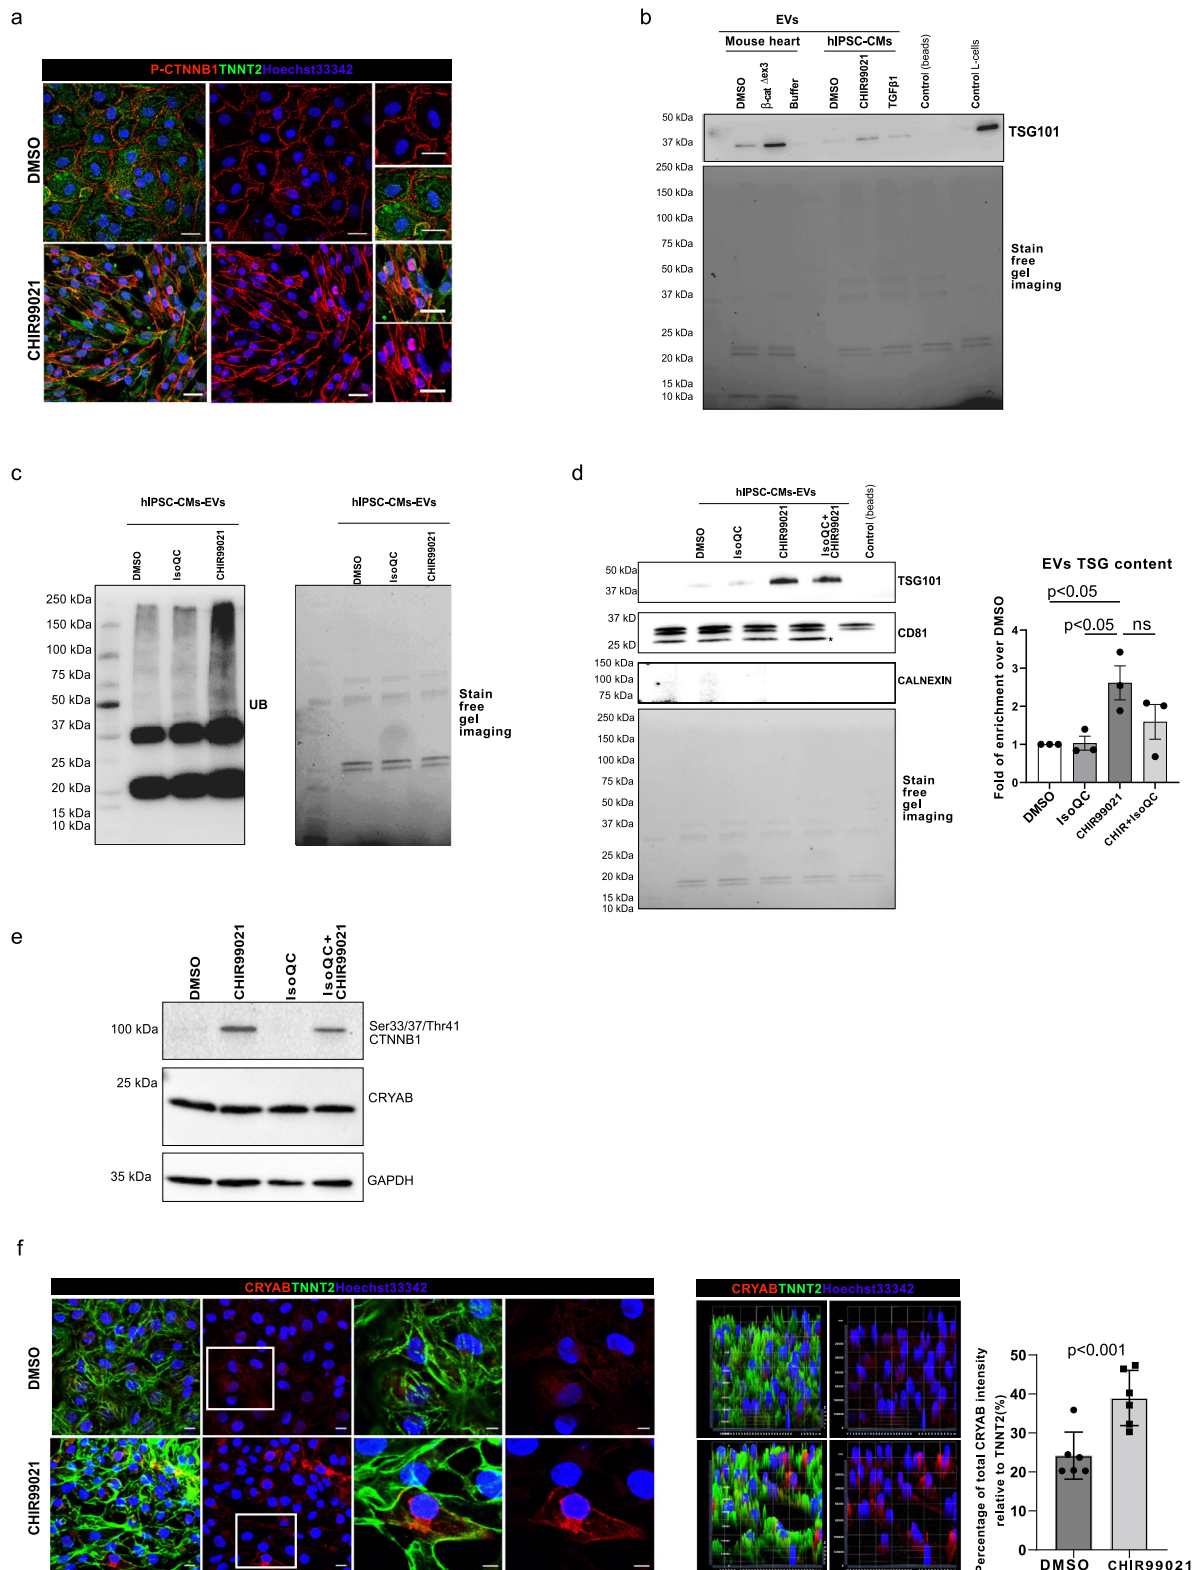 a
P-CTNNB1TNNT2Hoechst33342
DMSO
CHIR99021
b
EVs
Mouse heart
hIPSC-CMs
DMSO
β-cat Δex3
Buffer
DMSO
CHIR99021
TGFβ1
Control (beads)
Control L-cells
50 kDa
37 kDa
TSG101
250 kDa
150 kDa
100 kDa
75 kDa
50 kDa
37 kDa
25 kDa
20 kDa
15 kDa
10 kDa
Stain
free
gel
imaging
c
hIPSC-CMs-EVs
DMSO
IsoQC
CHIR99021
250 kDa
150 kDa
100 kDa
75 kDa
50 kDa
37 kDa
25 kDa
20 kDa
15 kDa
10 kDa
UB
hIPSC-CMs-EVs
DMSO
IsoQC
CHIR99021
Stain
free
gel
imaging
d
hIPSC-CMs-EVs
DMSO
IsoQC
CHIR99021
IsoQC+
CHIR99021
Control (beads)
50 kDa
37 kDa
TSG101
37 kD
25 kD
*
CD81
150 kDa
100 kDa
75 kDa
CALNEXIN
250 kDa
150 kDa
100 kDa
75 kDa
50 kDa
37 kDa
25 kDa
20 kDa
15 kDa
10 kDa
Stain
free
gel
imaging
EVs TSG content
p<0.05
p<0.05
ns
Fold of enrichment over DMSO
4
3
2
1
0
DMSO
IsoQC
CHIR99021
CHIR+IsoQC
e
DMSO
CHIR99021
IsoQC
IsoQC+
CHIR99021
100 kDa
Ser33/37/Thr41
CTNNB1
25 kDa
CRYAB
35 kDa
GAPDH
f
CRYABTNNT2Hoechst33342
DMSO
CHIR99021
CRYABTNNT2Hoechst33342
p<0.001
Percentage of total CRYAB intensity
relative to TNNT2(%)
50
40
30
20
10
0
DMSO
CHIR99021